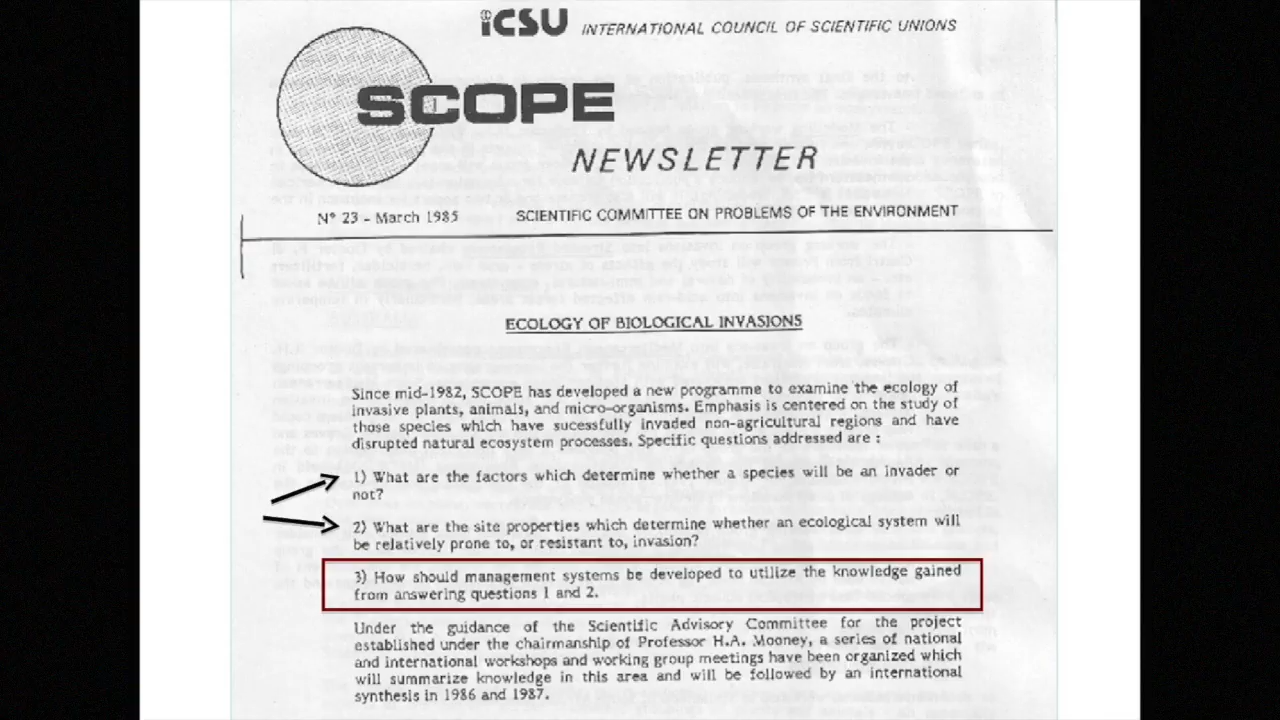 icsu INTERNATIONAL COUNCIL OF SCIENTIFIC UNIONS
SCOPE
NEWSLETTER
N° 23 - March 1985 SCIENTIFIC COMMITTEE ON PROBLEMS OF THE ENVIRONMENT
ECOLOGY OF BIOLOGICAL INVASIONS
Since mid-1982, SCOPE has developed a new programme to examine the ecology of
invasive plants, animals, and micro-organisms. Emphasis is centered on the study of
those species which have sucessfully invaded non-agricultural regions and have
disrupted natural ecosystem processes. Specific questions addressed are :
1) What are the factors which determine whether a species will be an invader or
not?
2) What are the site properties which determine whether an ecological system will
be relatively prone to, or resistant to, invasion?
3) How should management systems be developed to utilize the knowledge gained
from answering questions 1 and 2.
Under the guidance of the Scientific Advisory Committee for the project
established under the chairmanship of Professor H.A. Mooney, a series of national
and international workshops and working group meetings have been organized which
will summarize knowledge in this area and will be followed by an international
synthesis in 1986 and 1987.